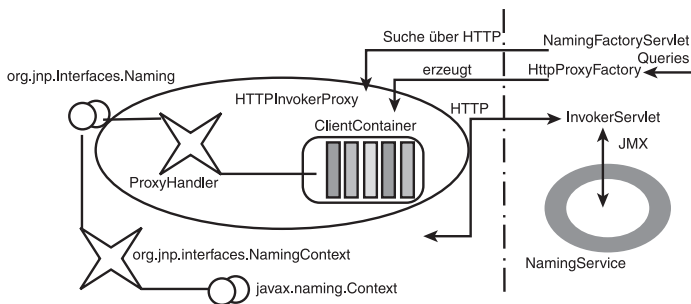 Suche über HTTP
NamingFactoryServlet
Queries
org.jnp.Interfaces.Naming
erzeugt
HttpProxyFactory
HTTPInvokerProxy
HTTP
ClientContainer
InvokerServlet
JMX
ProxyHandler
org.jnp.interfaces.NamingContext
NamingService
javax.naming.Context